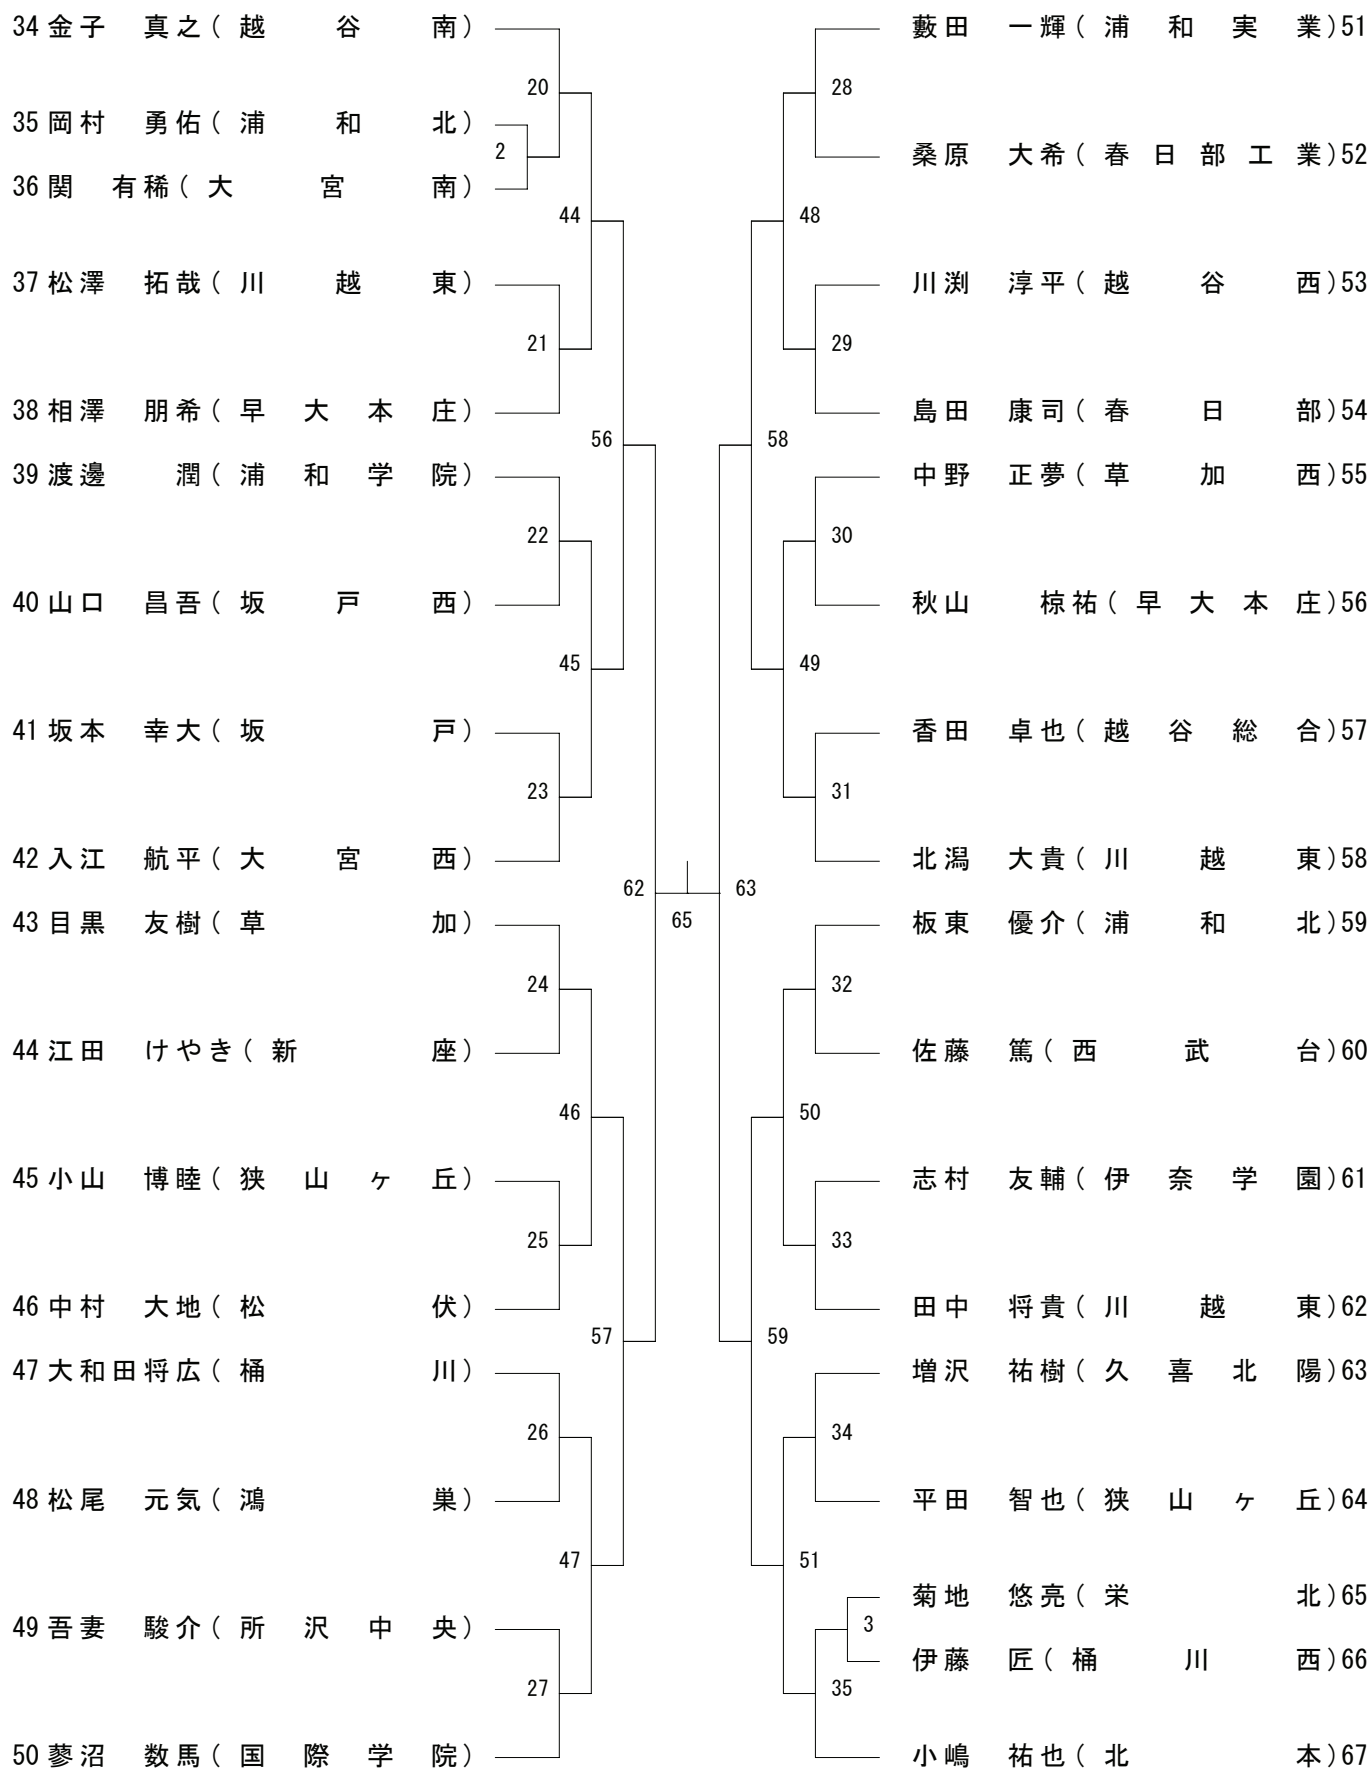 34 金子 真之(越谷南)
20
35 岡村 勇佑(浦和北)
2
36 関 有稀(大宮南)
44
37 松澤 拓哉(川越東)
21
38 相澤 朋希(早大本庄)
56
39 渡邊 潤(浦和学院)
22
40 山口 昌吾(坂戸西)
45
41 坂本 幸大(坂戸)
23
42 入江 航平(大宮西)
62
43 目黒 友樹(草加)
24
44 江田 けやき(新座)
46
45 小山 博睦(狭山ヶ丘)
25
46 中村 大地(松伏)
57
47 大和田将広(桶川)
26
48 松尾 元気(鴻巣)
47
49 吾妻 駿介(所沢中央)
27
50 蓼沼 数馬(国際学院)
65
藪田 一輝(浦和実業)51
28
桑原 大希(春日部工業)52
48
川渕 淳平(越谷西)53
29
島田 康司(春日部)54
58
中野 正夢(草加西)55
30
秋山 椋祐(早大本庄)56
49
香田 卓也(越谷総合)57
31
北潟 大貴(川越東)58
63
板東 優介(浦和北)59
32
佐藤 篤(西武台)60
50
志村 友輔(伊奈学園)61
33
田中 将貴(川越東)62
59
増沢 祐樹(久喜北陽)63
34
平田 智也(狭山ヶ丘)64
51
菊地 悠亮(栄北)65
3
伊藤 匠(桶川西)66
35
小嶋 祐也(北本)67